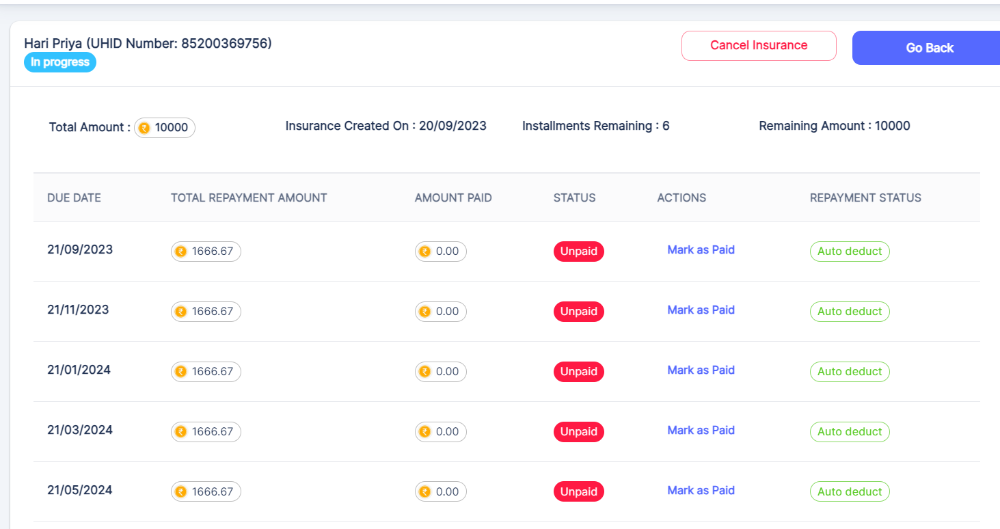 Hari Priya (UHID Number: 85200369756)
Cancel Insurance
Go Back
In progress
Total Amount : ₹ 10000
Insurance Created On : 20/09/2023
Installments Remaining : 6
Remaining Amount : 10000
DUE DATE TOTAL REPAYMENT AMOUNT AMOUNT PAID STATUS ACTIONS REPAYMENT STATUS
21/09/2023 ₹ 1666.67 ₹ 0.00 Unpaid Mark as Paid Auto deduct
21/11/2023 ₹ 1666.67 ₹ 0.00 Unpaid Mark as Paid Auto deduct
21/01/2024 ₹ 1666.67 ₹ 0.00 Unpaid Mark as Paid Auto deduct
21/03/2024 ₹ 1666.67 ₹ 0.00 Unpaid Mark as Paid Auto deduct
21/05/2024 ₹ 1666.67 ₹ 0.00 Unpaid Mark as Paid Auto deduct